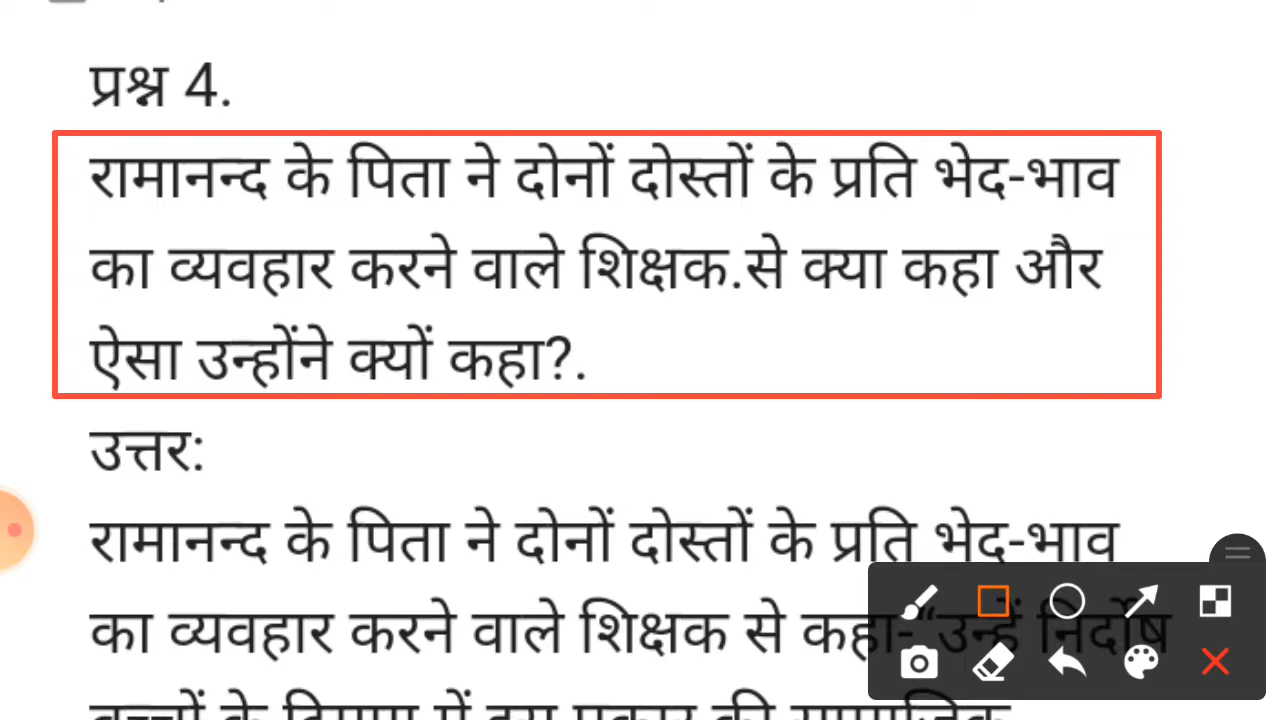 प्रश्न 4.
रामानन्द के पिता ने दोनों दोस्तों के प्रति भेद-भाव
का व्यवहार करने वाले शिक्षक.से क्या कहा और
ऐसा उन्होंने क्यों कहा?.
उत्तर:
रामानन्द के पिता ने दोनों दोस्तों के प्रति भेद-भाव
का व्यवहार करने वाले शिक्षक से कहा-“उन्हें निर्दोष